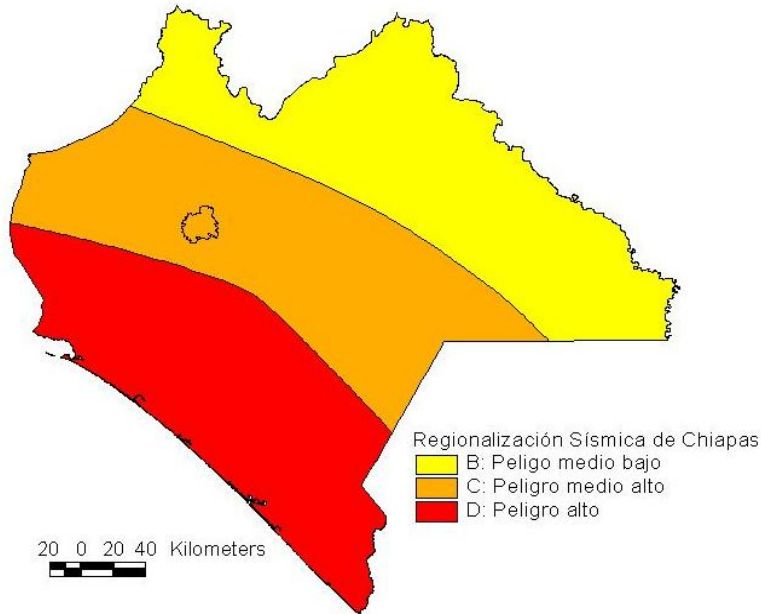 Regionalización Sísmica de Chiapas
B: Peligo medio bajo
C: Peligro medio alto
D: Peligro alto
20 0 20 40 Kilometers